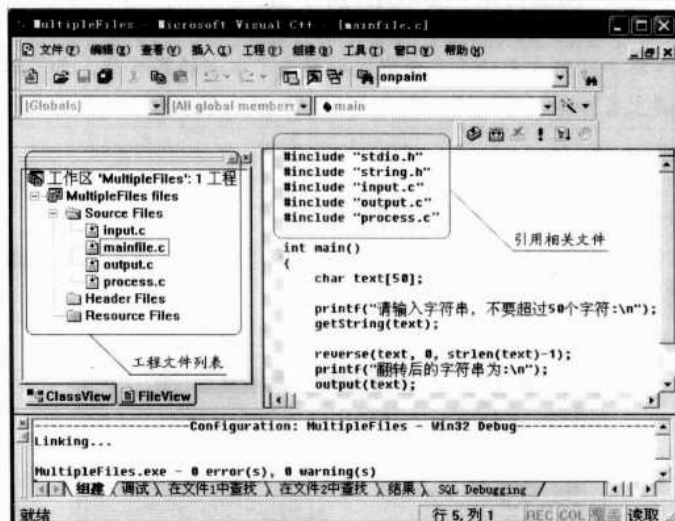 MultipleFiles - Microsoft Visual C++ - [mainfile.c]
文件(F) 编辑(E) 查看(V) 插入(I) 工程(P) 组建(B) 工具(T) 窗口(W) 帮助(H)
onpaint
(Globals) (All global members main
工作区 'MultipleFiles': 1 工程
MultipleFiles files
Source Files
input.c
mainfile.c
output.c
process.c
Header Files
Resource Files
工程文件列表
ClassView FileView
#include "stdio.h"
#include "string.h"
#include "input.c"
#include "output.c"
#include "process.c"
引用相关文件
int main()
{
char text[50];
printf("请输入字符串，不要超过50个字符:\n");
getString(text);
reverse(text, 0, strlen(text)-1);
printf("翻转后的字符串为:\n");
output(text);
--------------------Configuration: MultipleFiles - Win32 Debug--------------------
Linking...
MultipleFiles.exe - 0 error(s), 0 warning(s)
组建 调试 在文件1中查找 在文件2中查找 结果 SQL Debugging
就绪 行 5, 列 1 REC COL 覆盖 读取